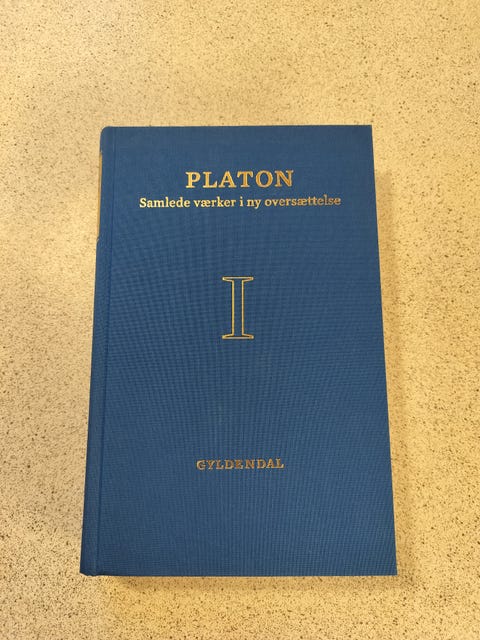 PLATON
Samlede værker i ny oversættelse
I
GYLDENDAL